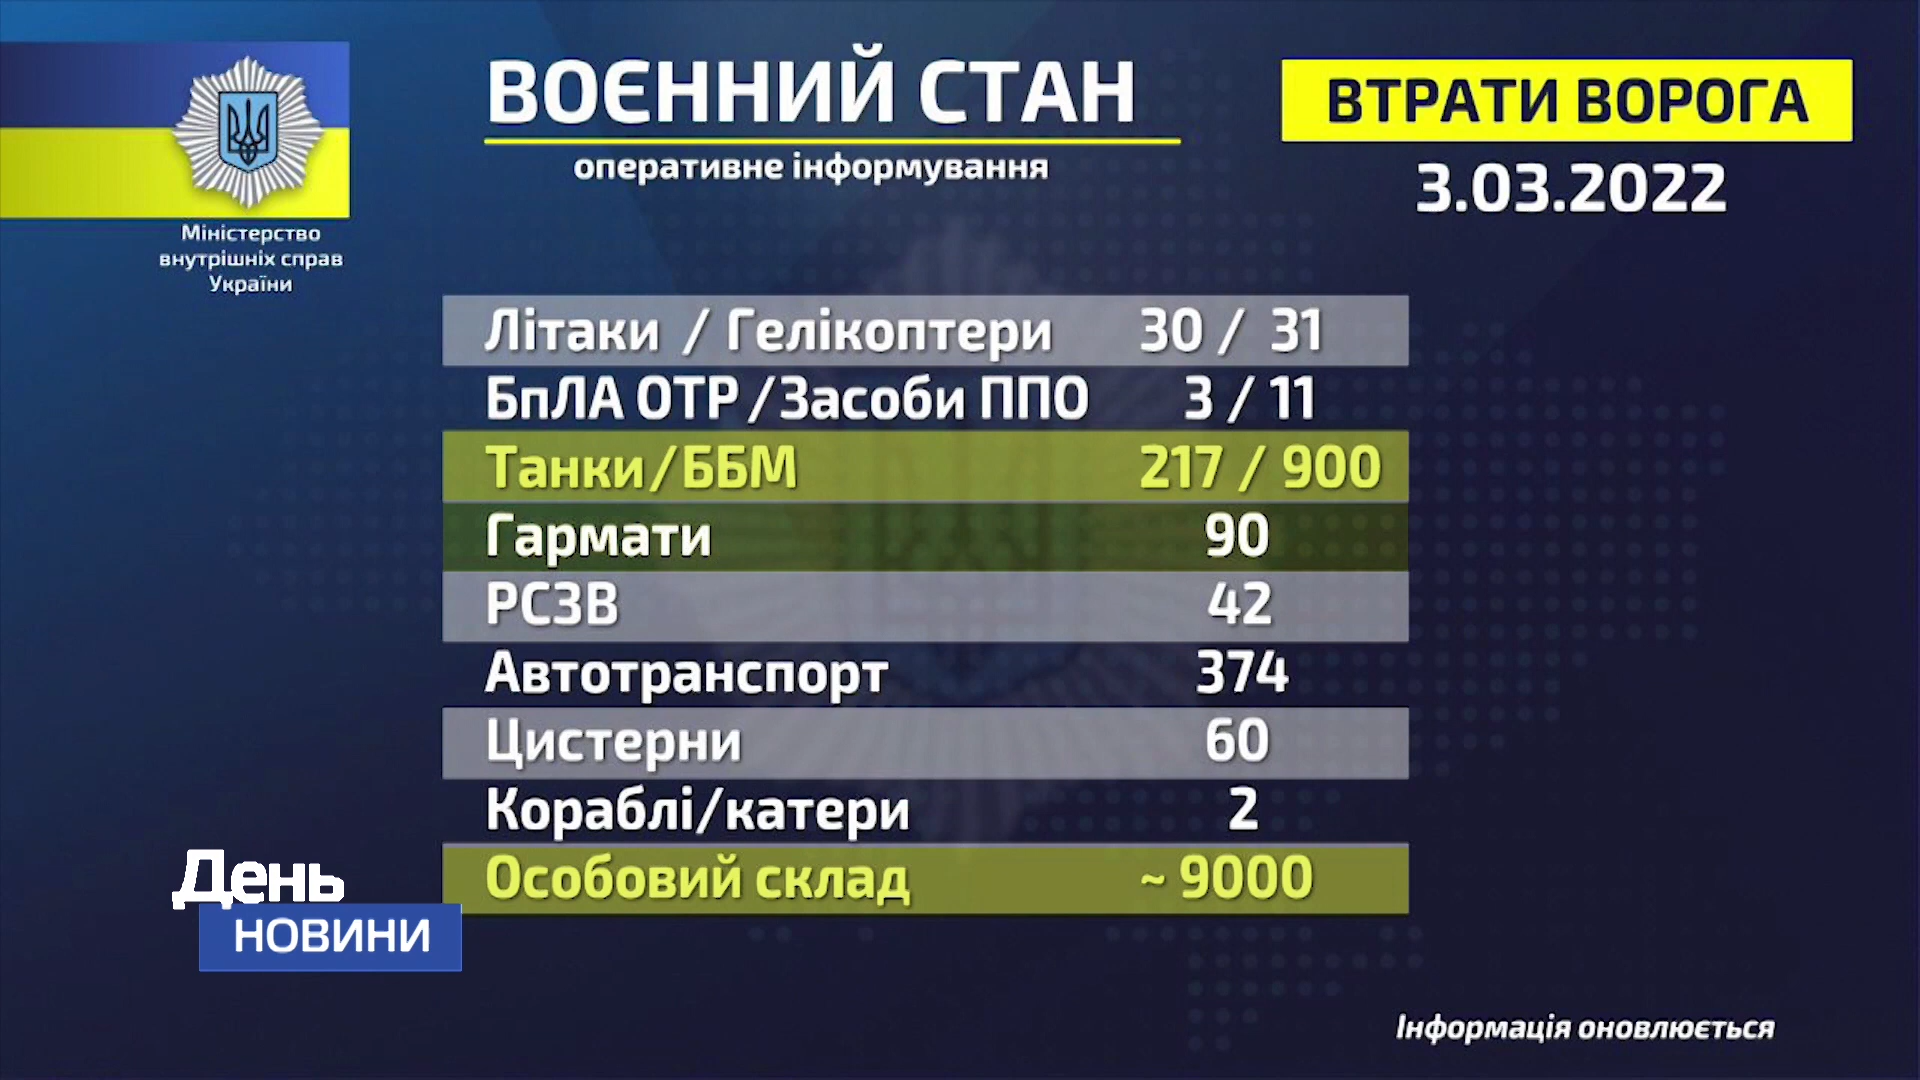 ВОЄННИЙ СТАН
оперативне інформування
ВТРАТИ ВОРОГА
3.03.2022
Міністерство
внутрішніх справ
України
Літаки / Гелікоптери 30 / 31
БпЛА ОТР /Засоби ППО 3 / 11
Танки/ББМ 217 / 900
Гармати 90
РСЗВ 42
Автотранспорт 374
Цистерни 60
Кораблі/катери 2
Особовий склад ~ 9000
День
НОВИНИ
Інформація оновлюється